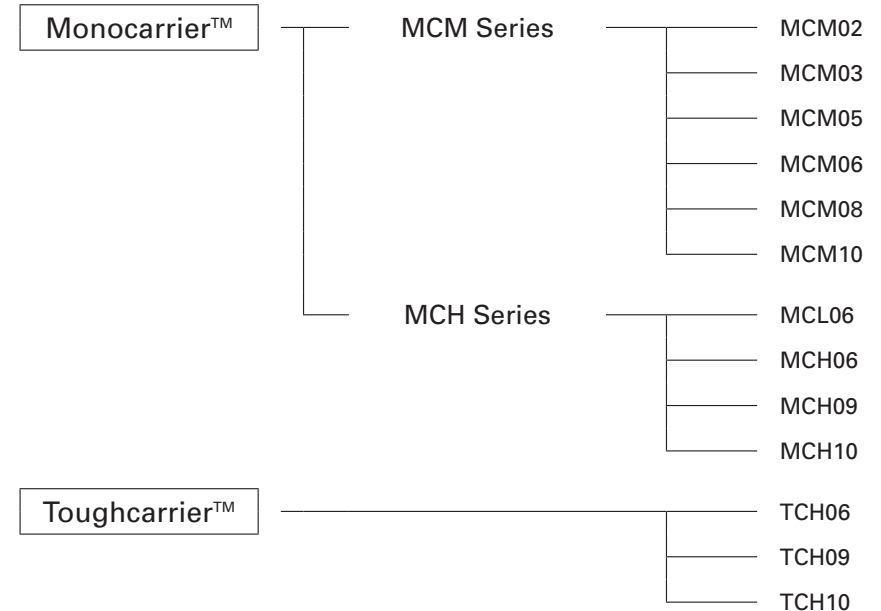 Monocarrier™
MCM Series
MCM02
MCM03
MCM05
MCM06
MCM08
MCM10
MCH Series
MCL06
MCH06
MCH09
MCH10
Toughcarrier™
TCH06
TCH09
TCH10